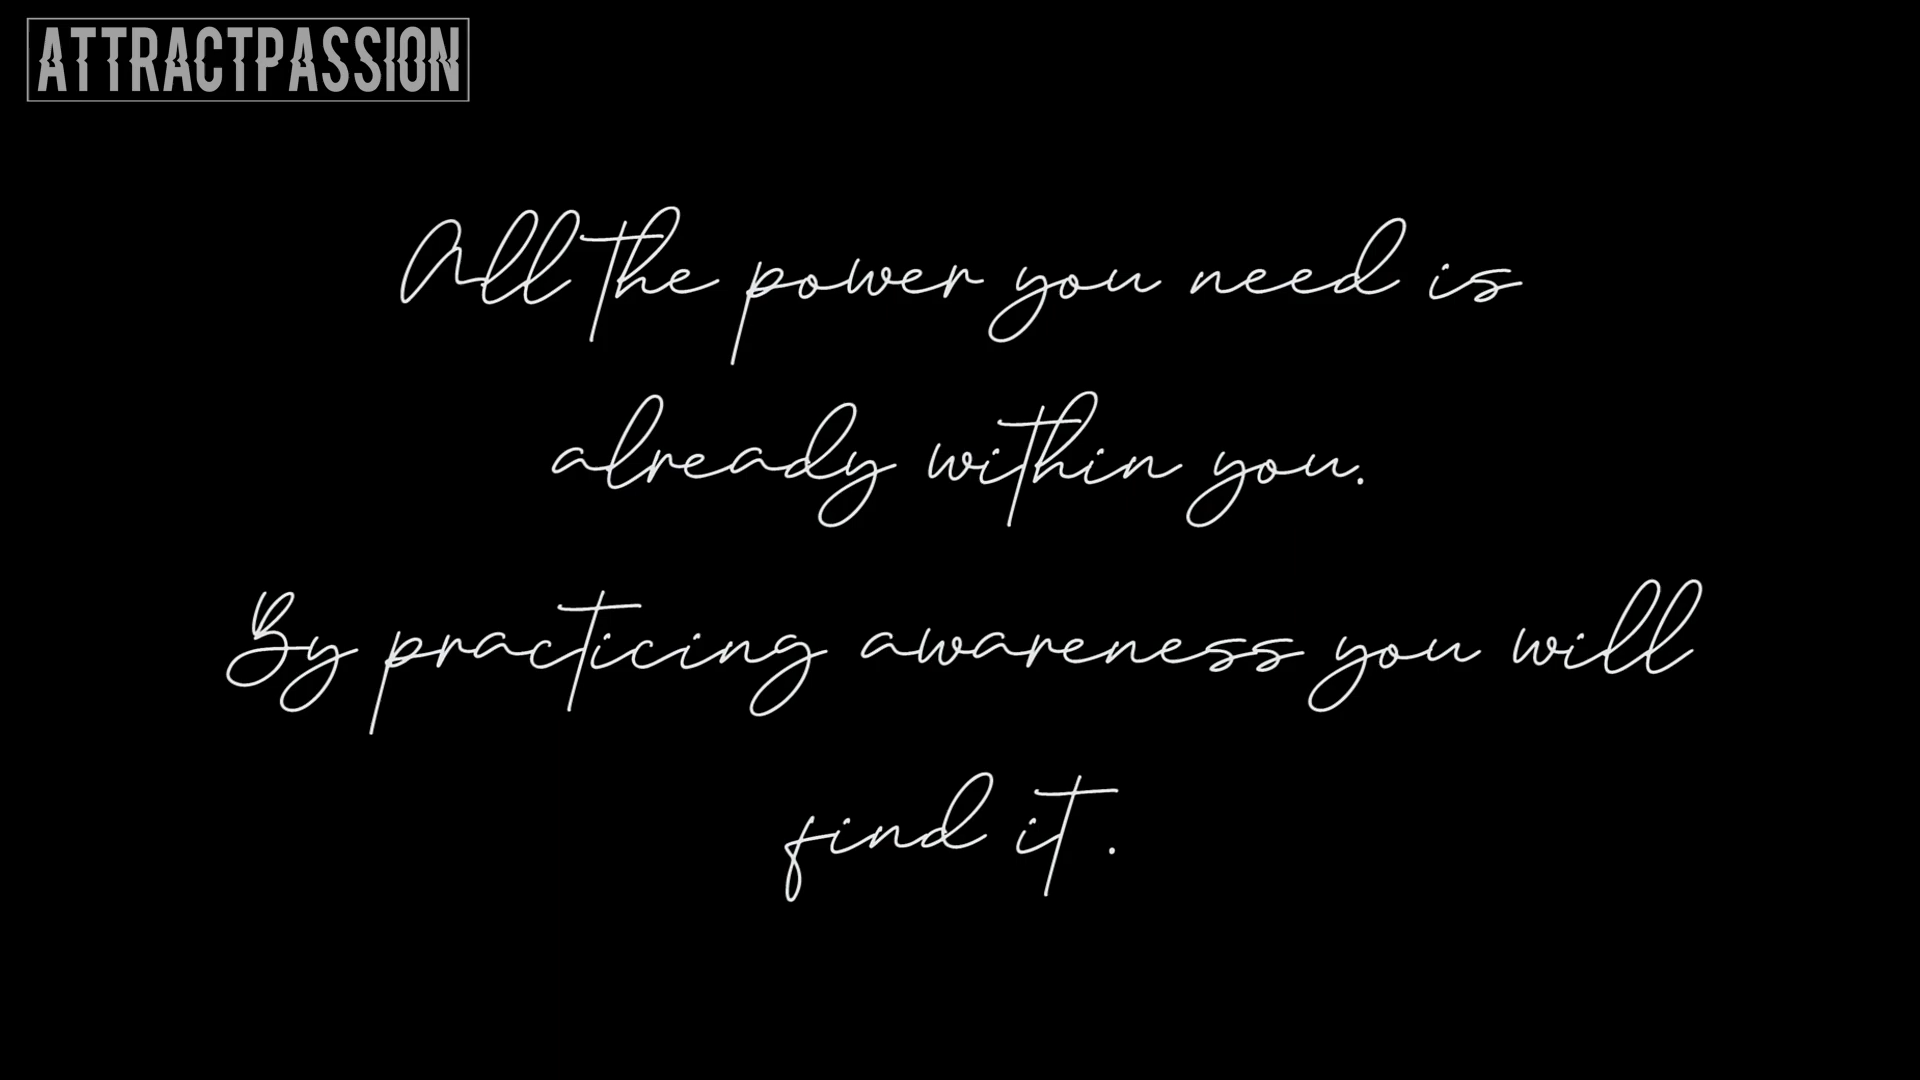 ATTRACTPASSION
All the power you need is
already within you.
By practicing awareness you will
find it .